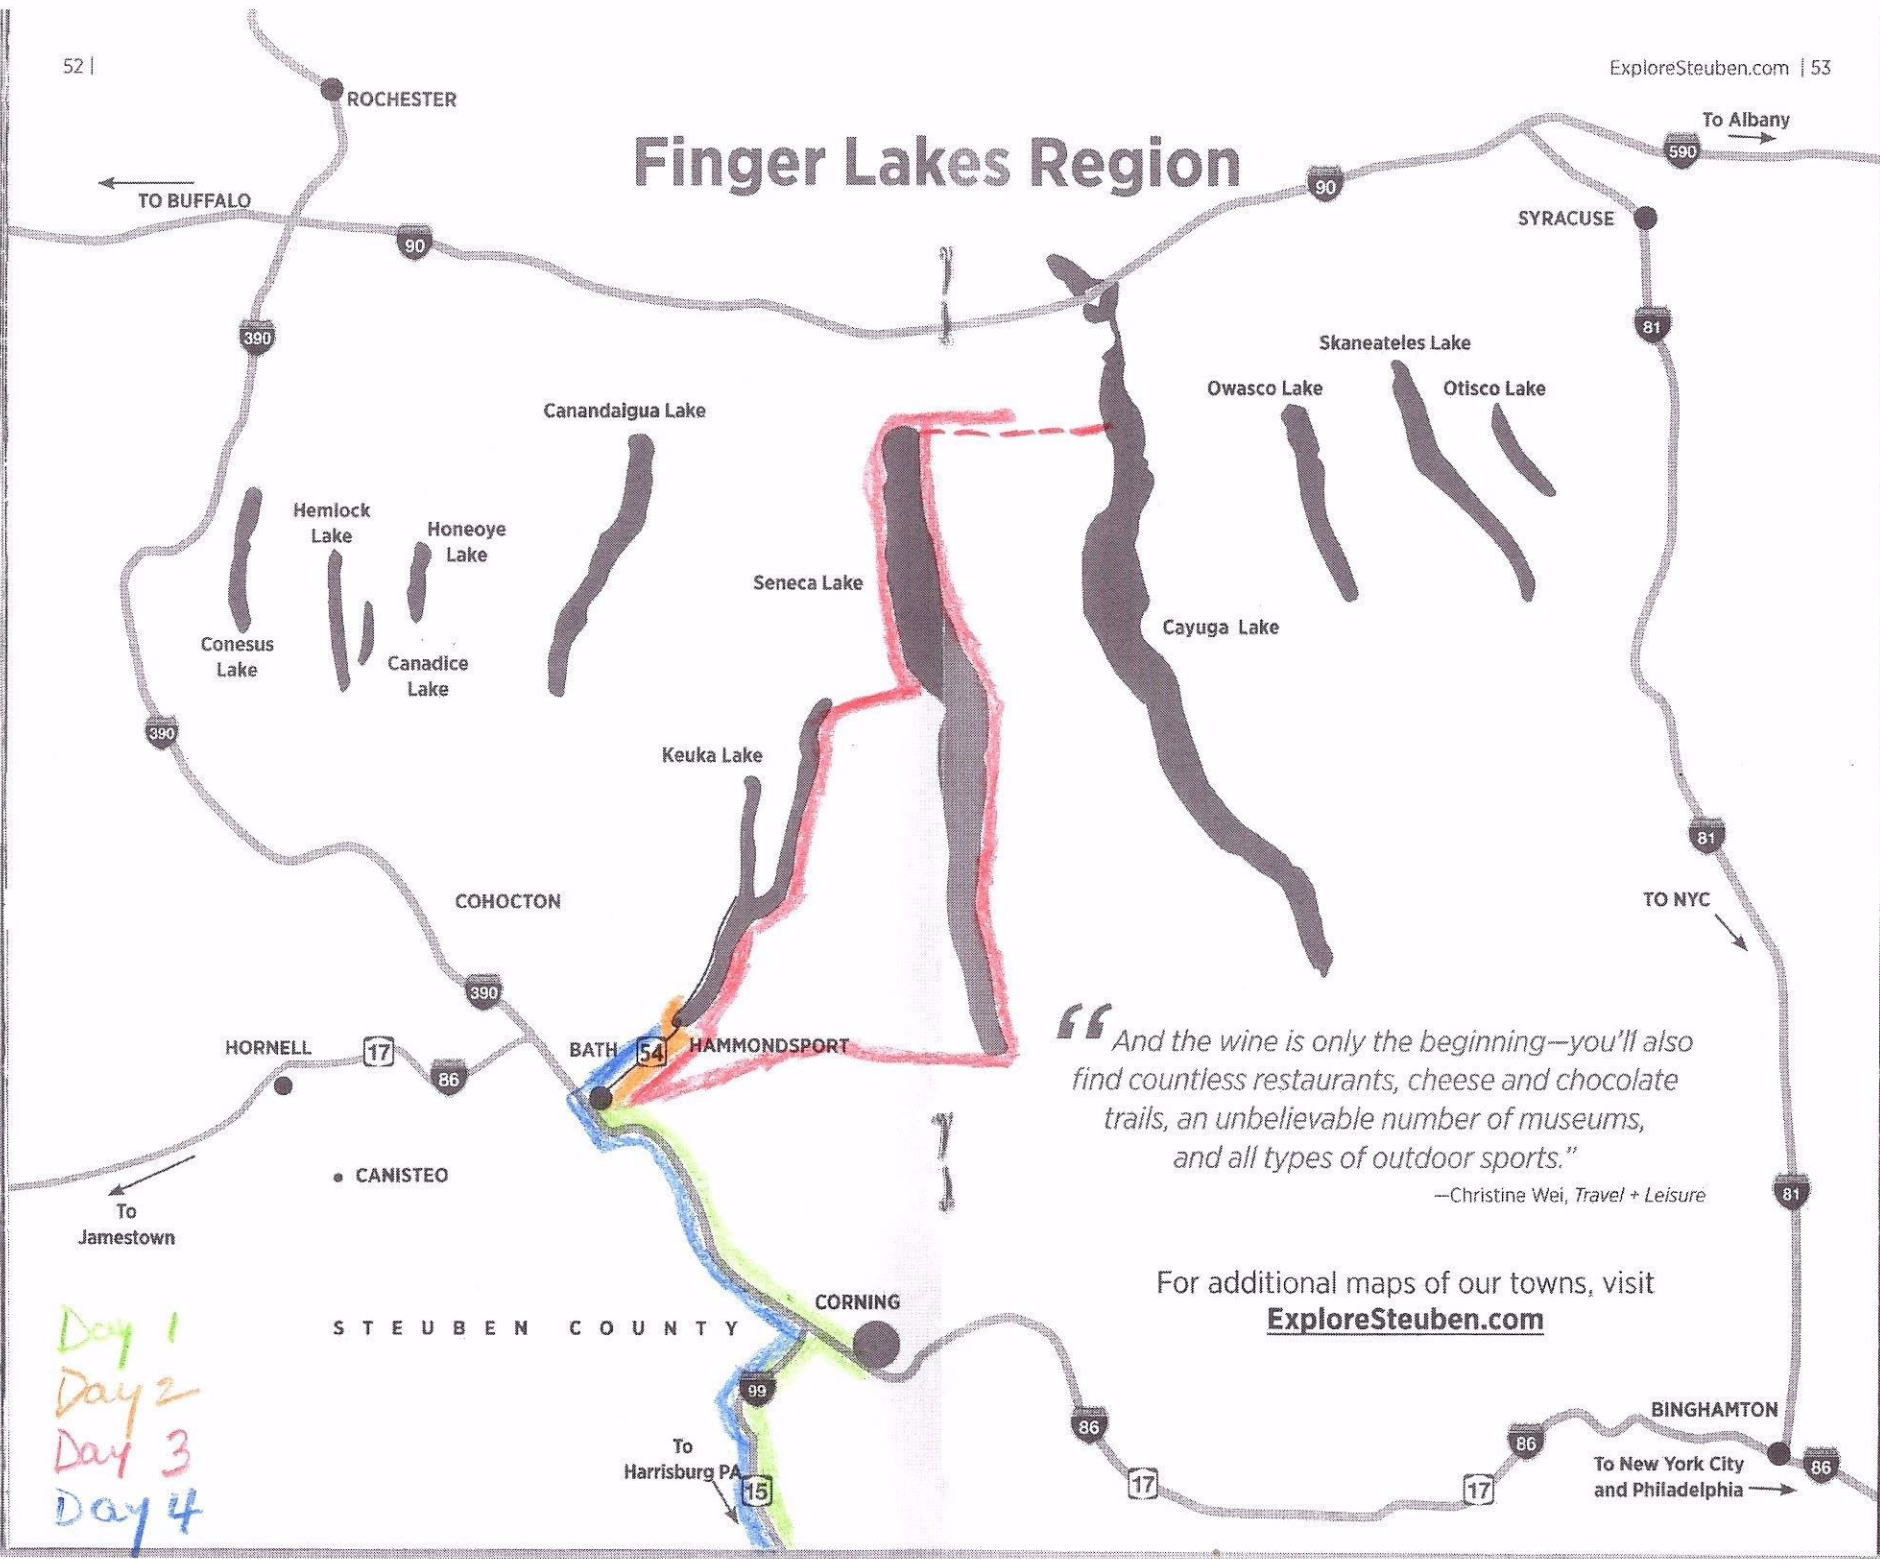 52 |
ExploreSteuben.com | 53
ROCHESTER
To Albany
590
Finger Lakes Region
90
TO BUFFALO
SYRACUSE
90
390
81
Skaneateles Lake
Owasco Lake
Otisco Lake
Canandaigua Lake
Hemlock
Lake
Honeoye
Lake
Seneca Lake
Cayuga Lake
Conesus
Lake
Canadice
Lake
390
Keuka Lake
81
COHOCTON
TO NYC
390
HORNELL
17
86
BATH
54
HAMMONDSPORT
“And the wine is only the beginning—you’ll also
find countless restaurants, cheese and chocolate
trails, an unbelievable number of museums,
and all types of outdoor sports.”
—Christine Wei, Travel + Leisure
CANISTEO
81
To
Jamestown
For additional maps of our towns, visit
ExploreSteuben.com
CORNING
STEUBEN COUNTY
Day 1
Day 2
Day 3
Day 4
99
To
Harrisburg PA
15
86
17
17
86
BINGHAMTON
To New York City
and Philadelphia
86